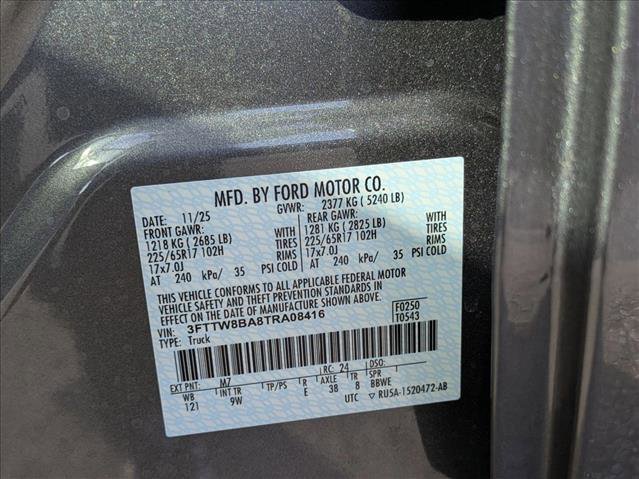 MFD. BY FORD MOTOR CO.
DATE: 11/25 GVWR: 2377 KG ( 5240 LB)
FRONT GAWR: REAR GAWR:
1218 KG (2685 LB) WITH 1281 KG (2825 LB) WITH
225/65R17 102H TIRES 225/65R17 102H TIRES
17x7.0J RIMS 17x7.0J RIMS
AT 240 kPa/ 35 PSI COLD AT 240 kPa/ 35 PSI COLD
THIS VEHICLE CONFORMS TO ALL APPLICABLE FEDERAL MOTOR
VEHICLE SAFETY AND THEFT PREVENTION STANDARDS IN
EFFECT ON THE DATE OF MANUFACTURE SHOWN ABOVE.
VIN: 3FTTW8BA8TRA08416 F0250
TYPE: Truck T0543
EXT PNT: M7 RC: 24 DSO:
WB INT TR TP/PS R AXLE TR SPR
121 9W E 38 8 BBWE
UTC ▽ RU5A-1520472-AB